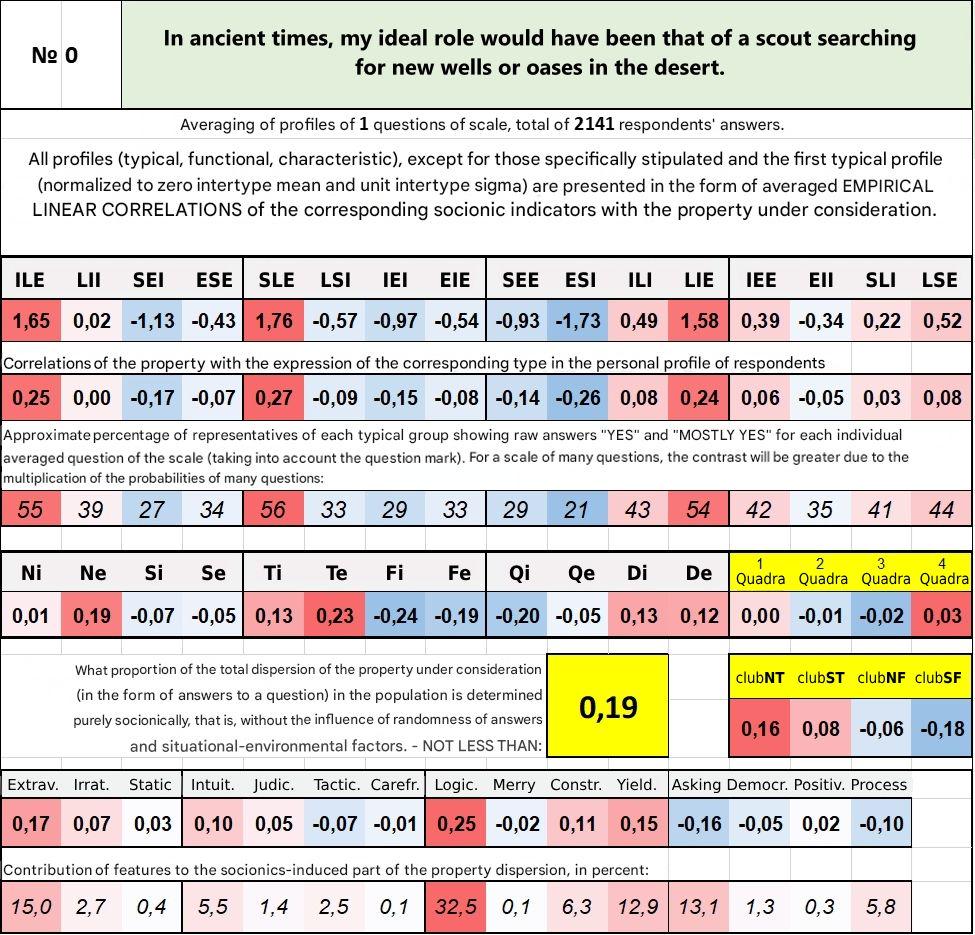 № 0
In ancient times, my ideal role would have been that of a scout searching
for new wells or oases in the desert.
Averaging of profiles of 1 questions of scale, total of 2141 respondents' answers.
All profiles (typical, functional, characteristic), except for those specifically stipulated and the first typical profile
(normalized to zero intertype mean and unit intertype sigma) are presented in the form of averaged EMPIRICAL
LINEAR CORRELATIONS of the corresponding socionic indicators with the property under consideration.
ILE LII SEI ESE SLE LSI IEI EIE SEE ESI ILI LIE IEE EII SLI LSE
1,65 0,02 -1,13 -0,43 1,76 -0,57 -0,97 -0,54 -0,93 -1,73 0,49 1,58 0,39 -0,34 0,22 0,52
Correlations of the property with the expression of the corresponding type in the personal profile of respondents
0,25 0,00 -0,17 -0,07 0,27 -0,09 -0,15 -0,08 -0,14 -0,26 0,08 0,24 0,06 -0,05 0,03 0,08
Approximate percentage of representatives of each typical group showing raw answers "YES" and "MOSTLY YES" for each individual
averaged question of the scale (taking into account the question mark). For a scale of many questions, the contrast will be greater due to the
multiplication of the probabilities of many questions:
55 39 27 34 56 33 29 33 29 21 43 54 42 35 41 44
Ni Ne Si Se Ti Te Fi Fe Qi Qe Di De 1 Quadra 2 Quadra 3 Quadra 4 Quadra
0,01 0,19 -0,07 -0,05 0,13 0,23 -0,24 -0,19 -0,20 -0,05 0,13 0,12 0,00 -0,01 -0,02 0,03
What proportion of the total dispersion of the property under consideration
(in the form of answers to a question) in the population is determined
purely socionically, that is, without the influence of randomness of answers
and situational-environmental factors. - NOT LESS THAN:
0,19
clubNT clubST clubNF clubSF
0,16 0,08 -0,06 -0,18
Extrav. Irrat. Static Intuit. Judic. Tactic. Carefr. Logic. Merry Constr. Yield. Asking Democr. Positiv. Process
0,17 0,07 0,03 0,10 0,05 -0,07 -0,01 0,25 -0,02 0,11 0,15 -0,16 -0,05 0,02 -0,10
Contribution of features to the socionics-induced part of the property dispersion, in percent:
15,0 2,7 0,4 5,5 1,4 2,5 0,1 32,5 0,1 6,3 12,9 13,1 1,3 0,3 5,8